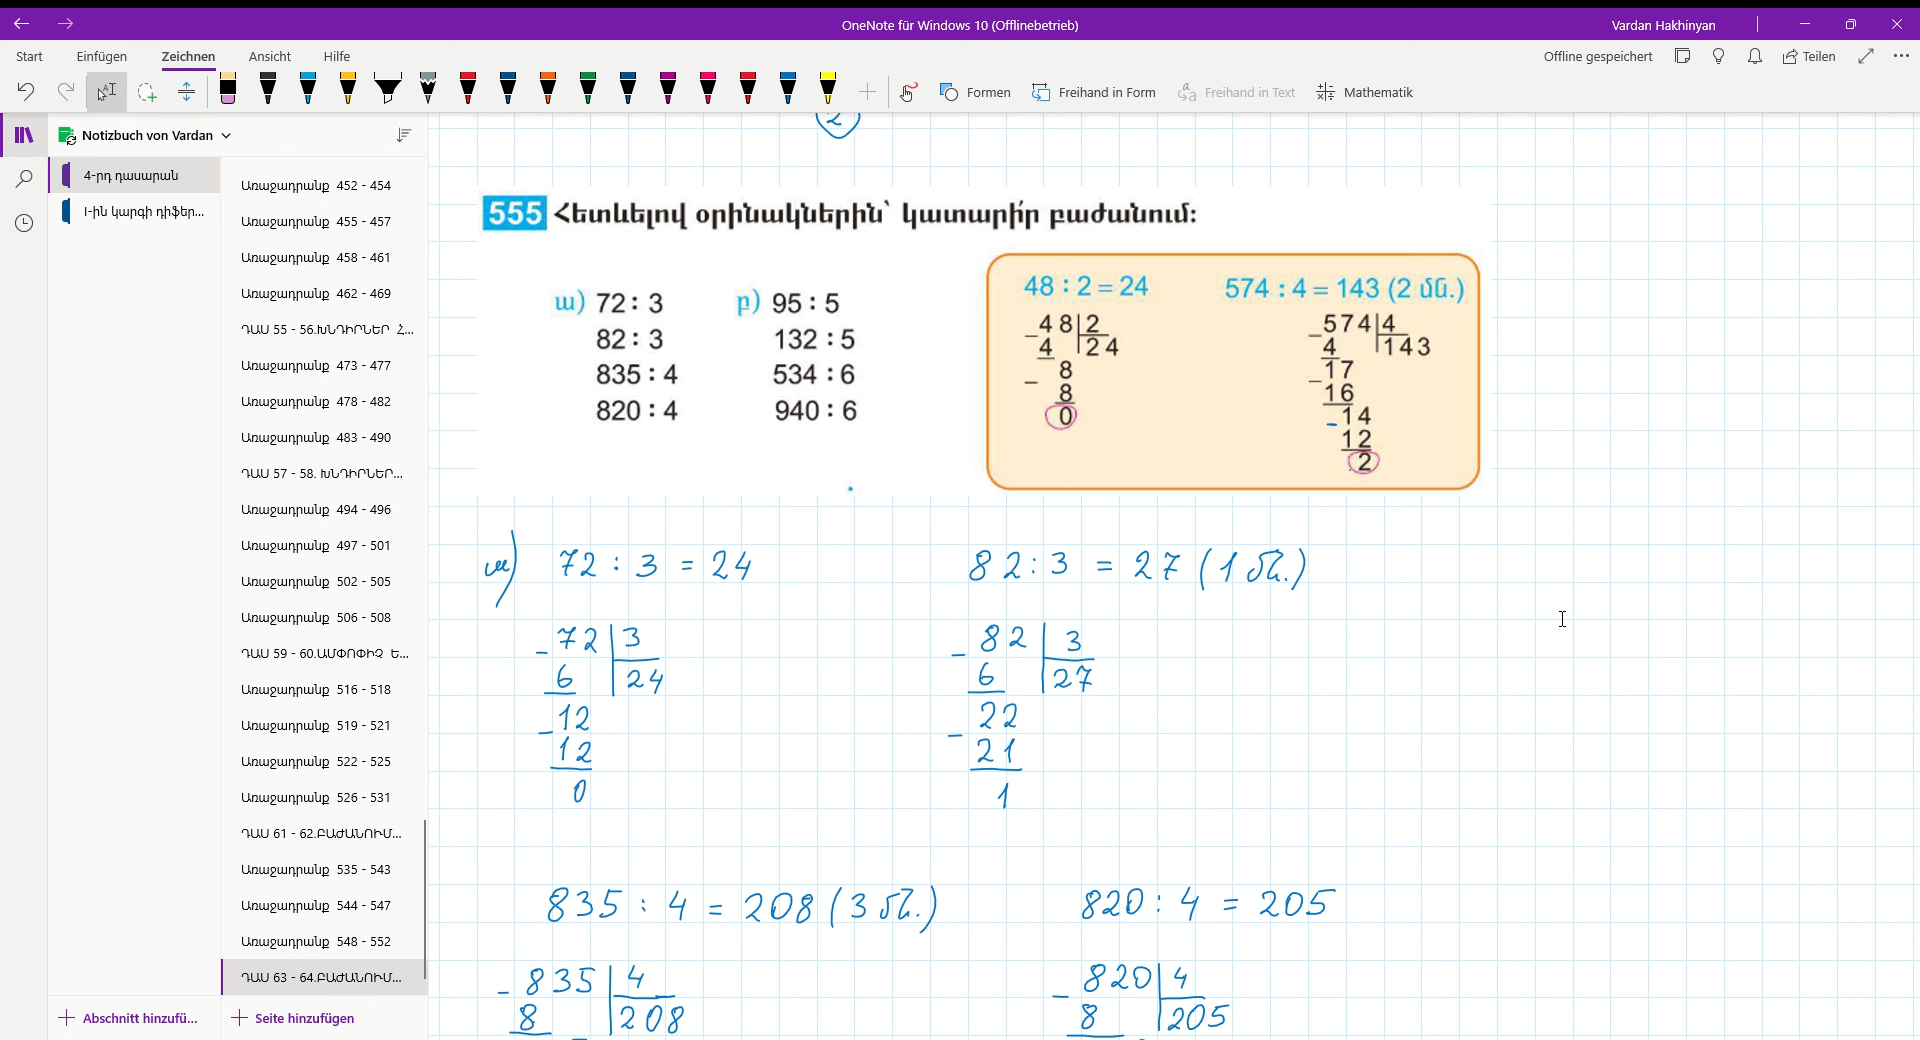 OneNote für Windows 10 (Offlinebetrieb)
Vardan Hakhinyan
Start Einfügen Zeichnen Ansicht Hilfe
Offline gespeichert Teilen
Formen Freihand in Form Freihand in Text Mathematik
Notizbuch von Vardan
4-րդ դասարան
I-ին կարգի դիֆեր...
Առաջադրանք 452 - 454
Առաջադրանք 455 - 457
Առաջադրանք 458 - 461
Առաջադրանք 462 - 469
ԴԱՍ 55 - 56.ԽՆԴԻՐՆԵՐ Հ...
Առաջադրանք 473 - 477
Առաջադրանք 478 - 482
Առաջադրանք 483 - 490
ԴԱՍ 57 - 58. ԽՆԴԻՐՆԵՐ...
Առաջադրանք 494 - 496
Առաջադրանք 497 - 501
Առաջադրանք 502 - 505
Առաջադրանք 506 - 508
ԴԱՍ 59 - 60.ԱՄՓՈՓԻՉ Ե...
Առաջադրանք 516 - 518
Առաջադրանք 519 - 521
Առաջադրանք 522 - 525
Առաջադրանք 526 - 531
ԴԱՍ 61 - 62.ԲԱԺԱՆՈՒՄ...
Առաջադրանք 535 - 543
Առաջադրանք 544 - 547
Առաջադրանք 548 - 552
ԴԱՍ 63 - 64.ԲԱԺԱՆՈՒՄ...
Abschnitt hinzufü...
Seite hinzufügen
2
555 Հետևելով օրինակներին՝ կատարի՛ր բաժանում:
ա) 72 : 3
82 : 3
835 : 4
820 : 4
բ) 95 : 5
132 : 5
534 : 6
940 : 6
48 : 2 = 24
- 48 2
4 24
- 8
8
0
574 : 4 = 143 (2 մն.)
- 574 4
4 143
- 17
16
- 14
12
2
ա) 72 : 3 = 24
- 72 3
6 24
- 12
12
0
82 : 3 = 27 (1 մն.)
- 82 3
6 27
- 22
21
1
835 : 4 = 208 (3 մն.)
- 835 4
8 208
820 : 4 = 205
- 820 4
8 205